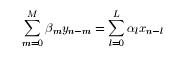 \sum_{m=0}^{M} \beta_m y_{n-m} = \sum_{l=0}^{L} \alpha_l x_{n-l}